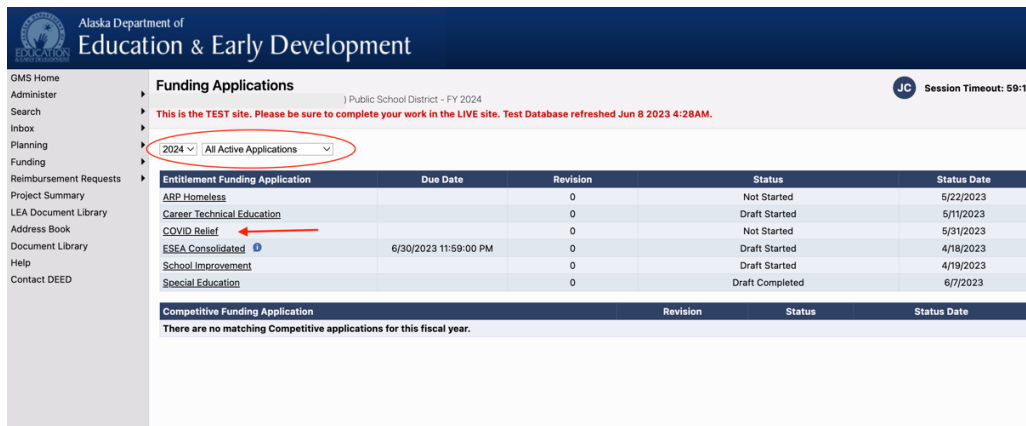 Alaska Department of
Education & Early Development
EDUCATION
& EARLY DEVELOPMENT
GMS Home
Administer
Search
Inbox
Planning
Funding
Reimbursement Requests
Project Summary
LEA Document Library
Address Book
Document Library
Help
Contact DEED
Funding Applications
) Public School District - FY 2024
This is the TEST site. Please be sure to complete your work in the LIVE site. Test Database refreshed Jun 8 2023 4:28AM.
JC Session Timeout: 59:1
2024 All Active Applications
Entitlement Funding Application Due Date Revision Status Status Date
ARP Homeless 0 Not Started 5/22/2023
Career Technical Education 0 Draft Started 5/11/2023
COVID Relief 0 Not Started 5/31/2023
ESEA Consolidated 6/30/2023 11:59:00 PM 0 Draft Started 4/18/2023
School Improvement 0 Draft Started 4/19/2023
Special Education 0 Draft Completed 6/7/2023
Competitive Funding Application Revision Status Status Date
There are no matching Competitive applications for this fiscal year.